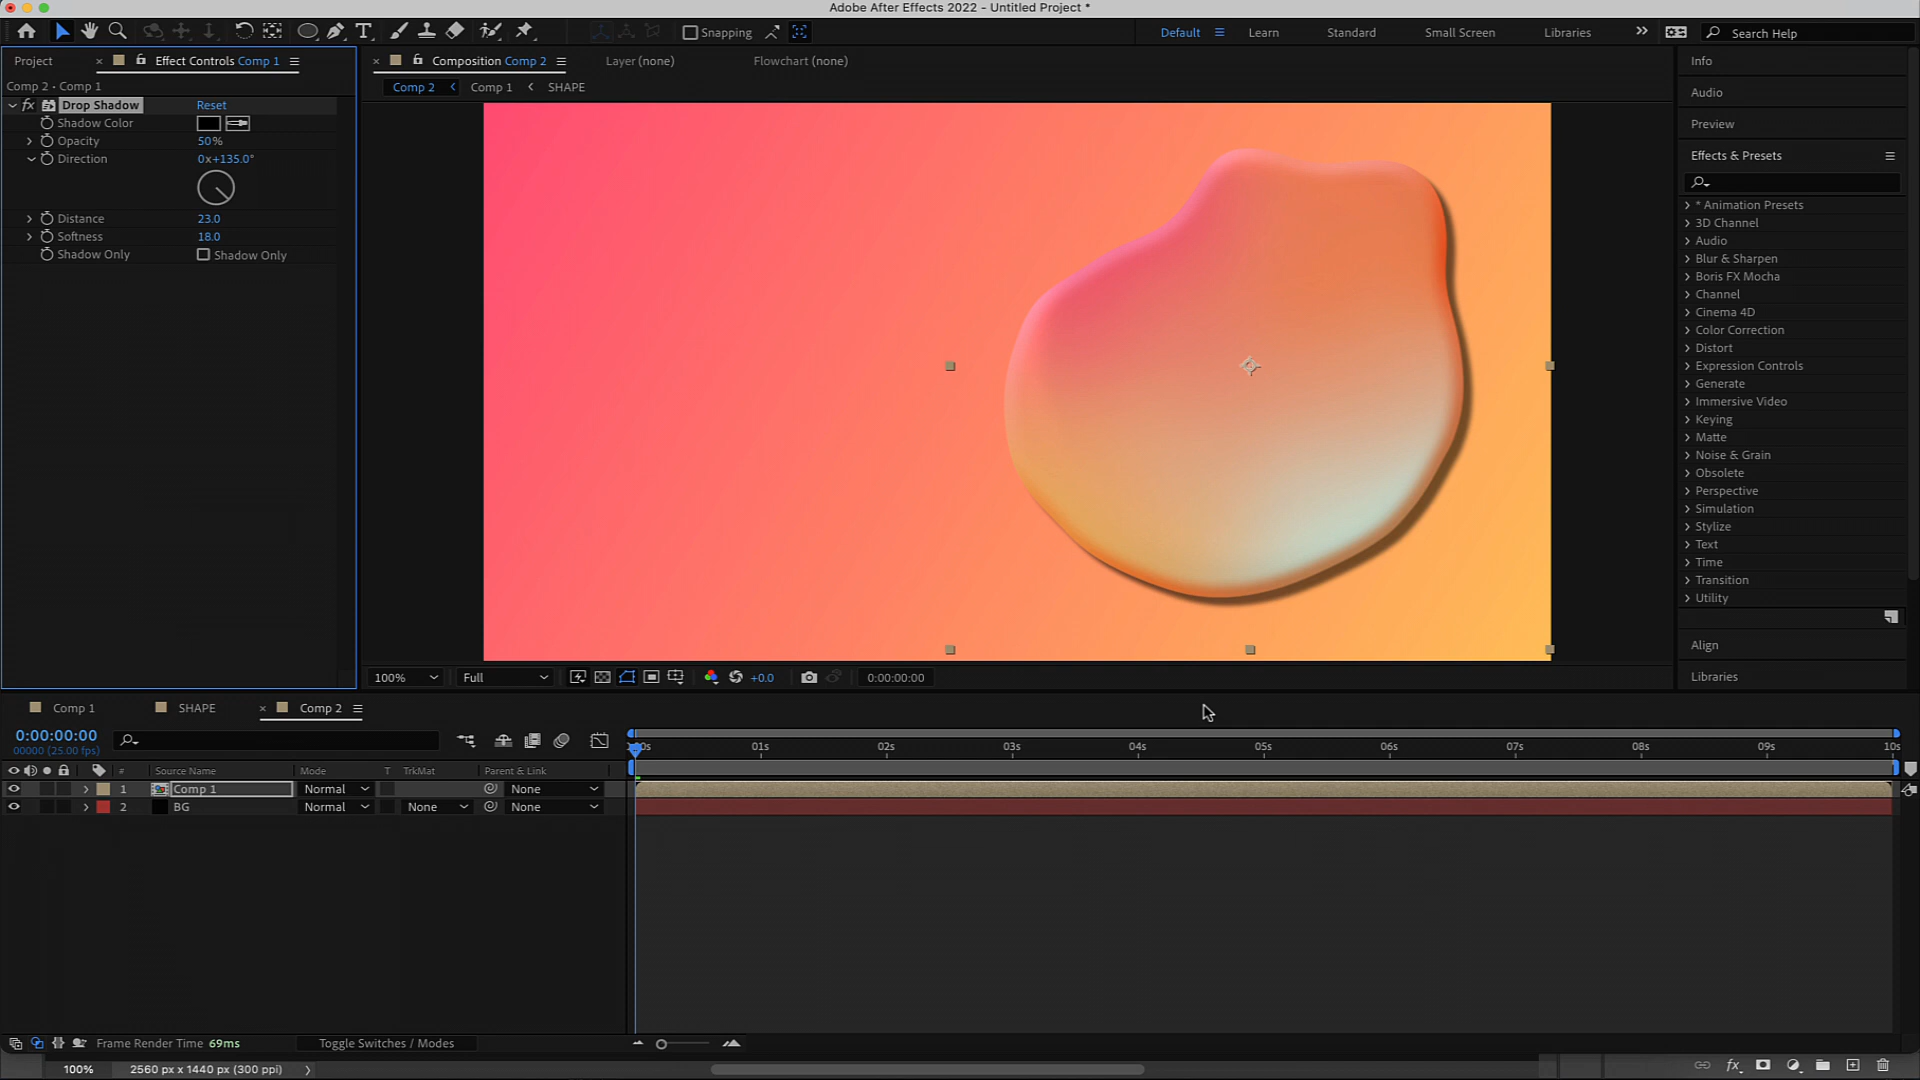 Adobe After Effects 2022 - Untitled Project *
Snapping
Default
Learn
Standard
Small Screen
Libraries
Search Help
Project
Effect Controls Comp 1
Comp 2 • Comp 1
fx Drop Shadow Reset
Shadow Color
Opacity 50%
Direction 0x+135.0°
Distance 23.0
Softness 18.0
Shadow Only Shadow Only
Composition Comp 2
Layer (none)
Flowchart (none)
Comp 2 Comp 1 SHAPE
100% Full +0.0 0:00:00:00
Info
Audio
Preview
Effects & Presets
* Animation Presets
3D Channel
Audio
Blur & Sharpen
Boris FX Mocha
Channel
Cinema 4D
Color Correction
Distort
Expression Controls
Generate
Immersive Video
Keying
Matte
Noise & Grain
Obsolete
Perspective
Simulation
Stylize
Text
Time
Transition
Utility
Align
Libraries
Comp 1 SHAPE Comp 2
0:00:00:00
00000 (25.00 fps)
01s 02s 03s 04s 05s 06s 07s 08s 09s 10s
# Source Name Mode T TrkMat Parent & Link
1 Comp 1 Normal None
2 BG Normal None None
Frame Render Time 69ms
Toggle Switches / Modes
100% 2560 px x 1440 px (300 ppi)
fx